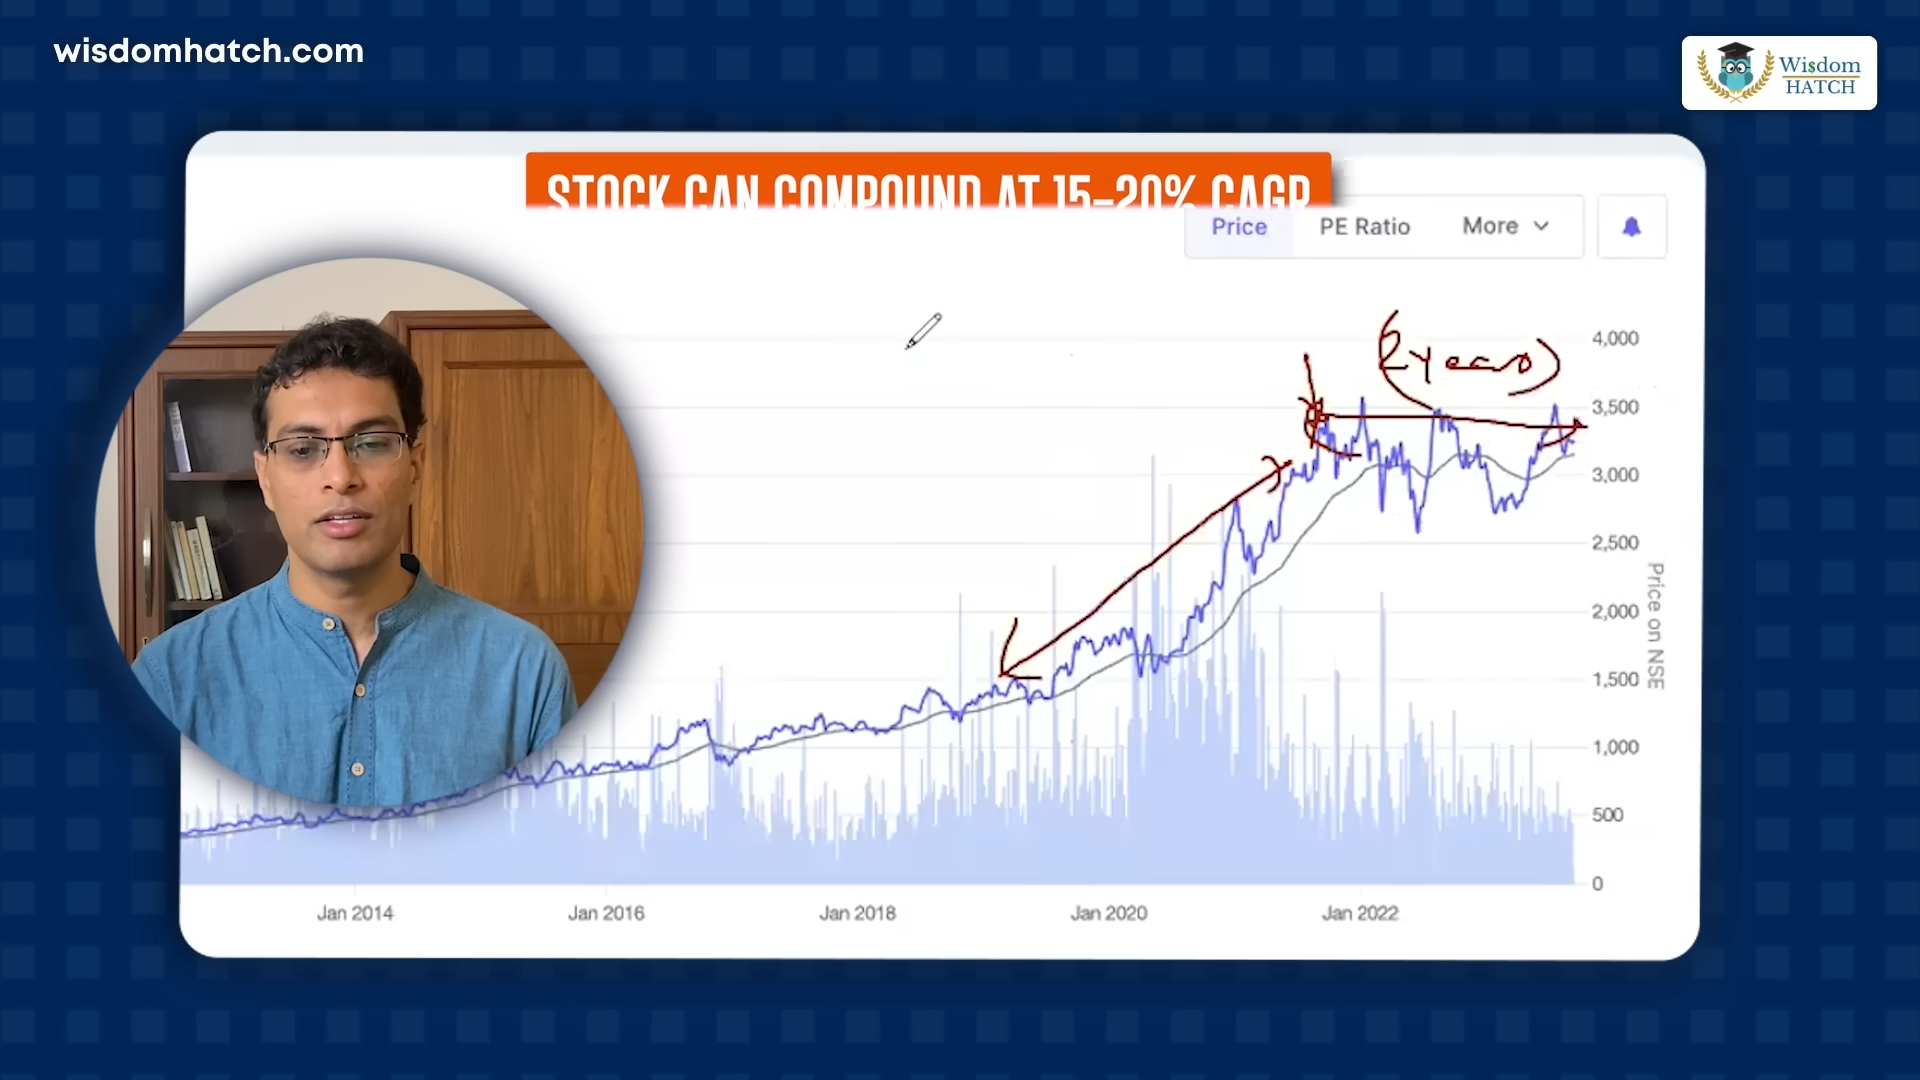 wisdomhatch.com
Wisdom
HATCH
STOCK CAN COMPOUND AT 15–20% CAGR
Price
PE Ratio
More
(2 years)
4,000
3,500
3,000
2,500
2,000
1,500
1,000
500
0
Price on NSE
Jan 2014
Jan 2016
Jan 2018
Jan 2020
Jan 2022